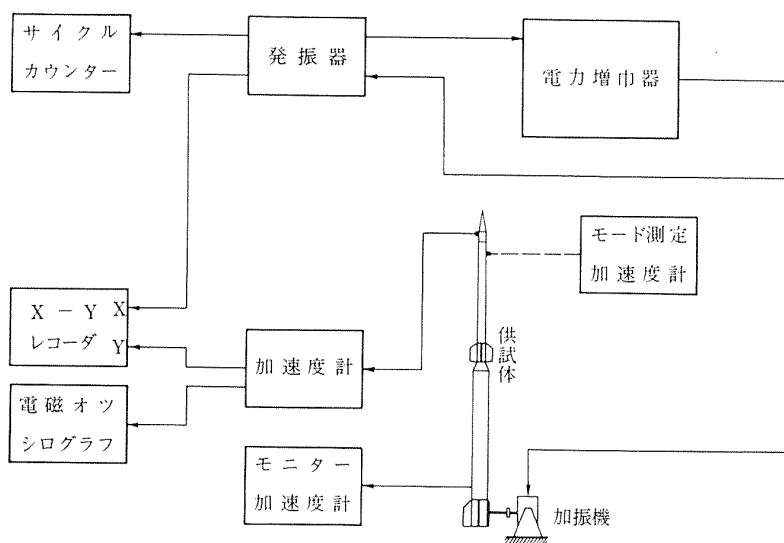 サイクル
カウンター
発振器
電力増巾器
モード測定
加速度計
X－Y X
レコーダ Y
加速度計
供試体
電磁オツ
シログラフ
モニター
加速度計
加振機